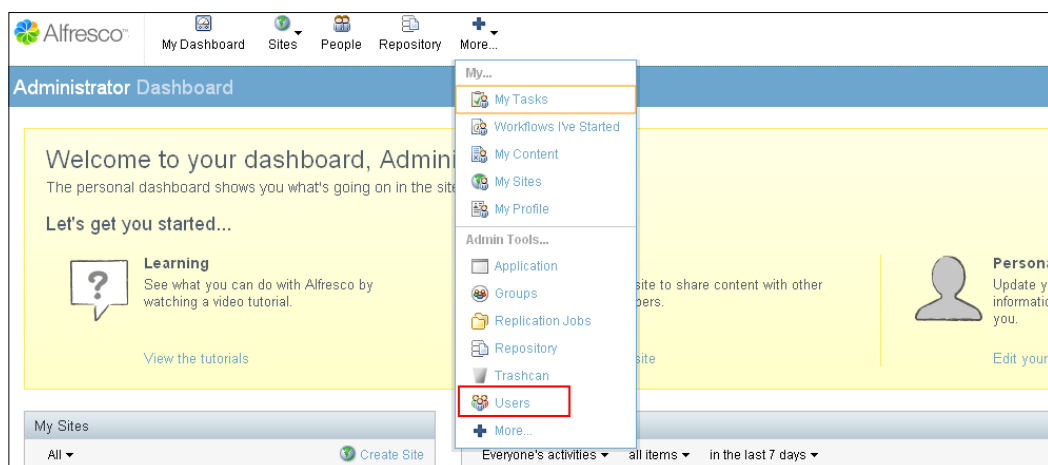 Alfresco™
My Dashboard Sites People Repository More...
Administrator Dashboard
My...
My Tasks
Workflows I've Started
My Content
My Sites
My Profile
Admin Tools...
Application
Groups
Replication Jobs
Repository
Trashcan
Users
More...
Welcome to your dashboard, Admini
The personal dashboard shows you what's going on in the site
Let's get you started...
Learning
See what you can do with Alfresco by
watching a video tutorial.
View the tutorials
site to share content with other
bers.
site
Persona
Update y
informatio
you.
Edit your
My Sites
All
Create Site
Everyone's activities all items in the last 7 days